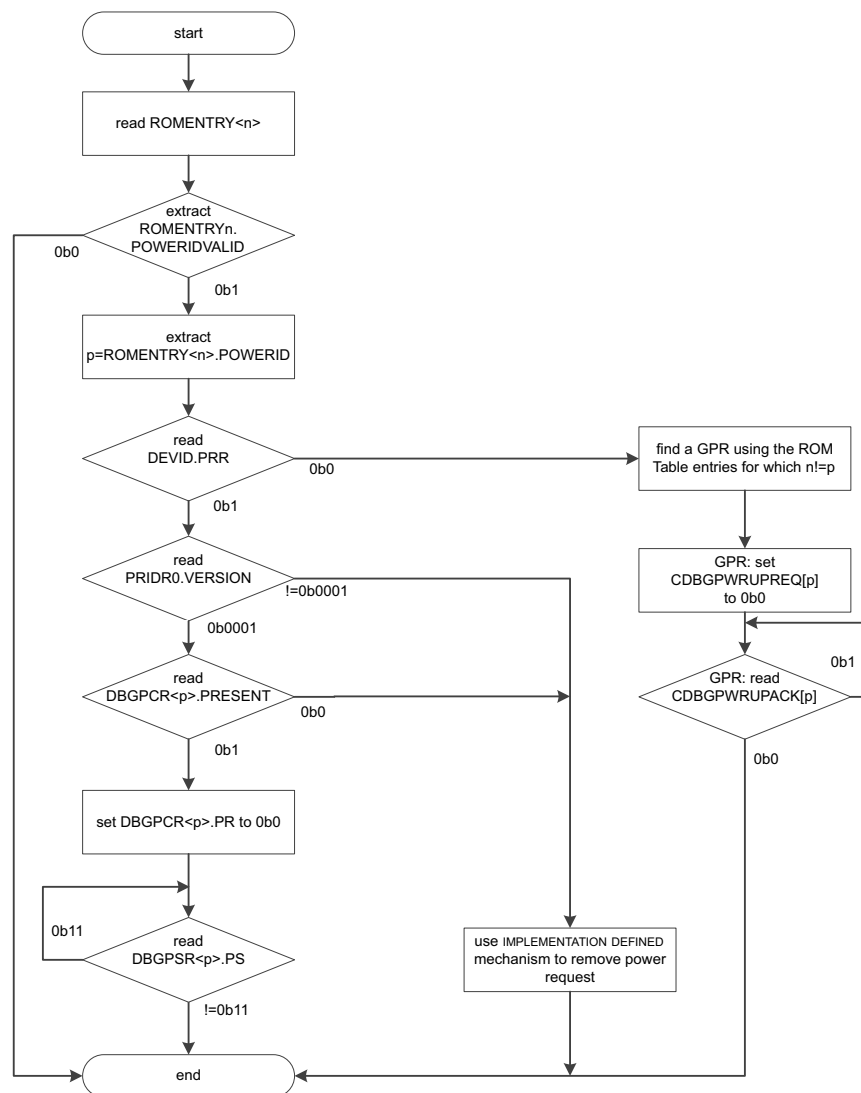 start
read ROMENTRY<n>
extract
ROMENTRYn.
POWERIDVALID
0b0
0b1
extract
p=ROMENTRY<n>.POWERID
read
DEVID.PRR
0b0
0b1
find a GPR using the ROM
Table entries for which n!=p
read
PRIDR0.VERSION
!=0b0001
0b0001
GPR: set
CDBGPWRUPREQ[p]
to 0b0
read
DBGPCR<p>.PRESENT
0b0
0b1
GPR: read
CDBGPWRUPACK[p]
0b1
0b0
set DBGPCR<p>.PR to 0b0
0b11
read
DBGPSR<p>.PS
!=0b11
use IMPLEMENTATION DEFINED
mechanism to remove power
request
end